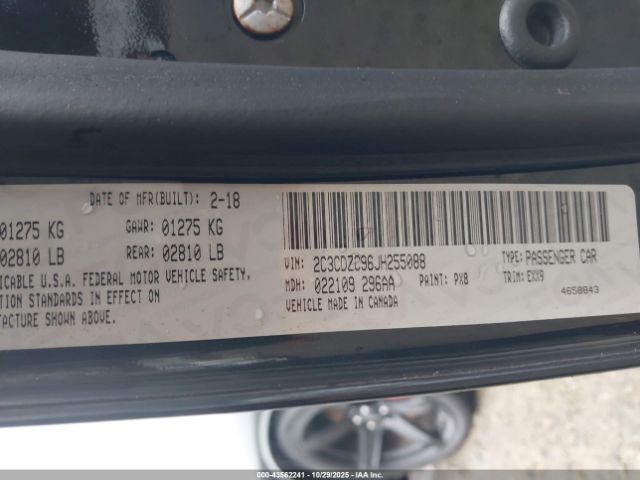 DATE OF MFR(BUILT): 2-18
01275 KG GAWR: 01275 KG
02810 LB REAR: 02810 LB
ICABLE U.S.A. FEDERAL MOTOR VEHICLE SAFETY,
TION STANDARDS IN EFFECT ON
FACTURE SHOWN ABOVE.
VIN: 2C3CDZC96JH255088 TYPE: PASSENGER CAR
MDH: 022109 296AA PAINT: PX8 TRIM: EXX9
VEHICLE MADE IN CANADA 4658843
000-43562241 - 10/29/2025 - IAAI.com